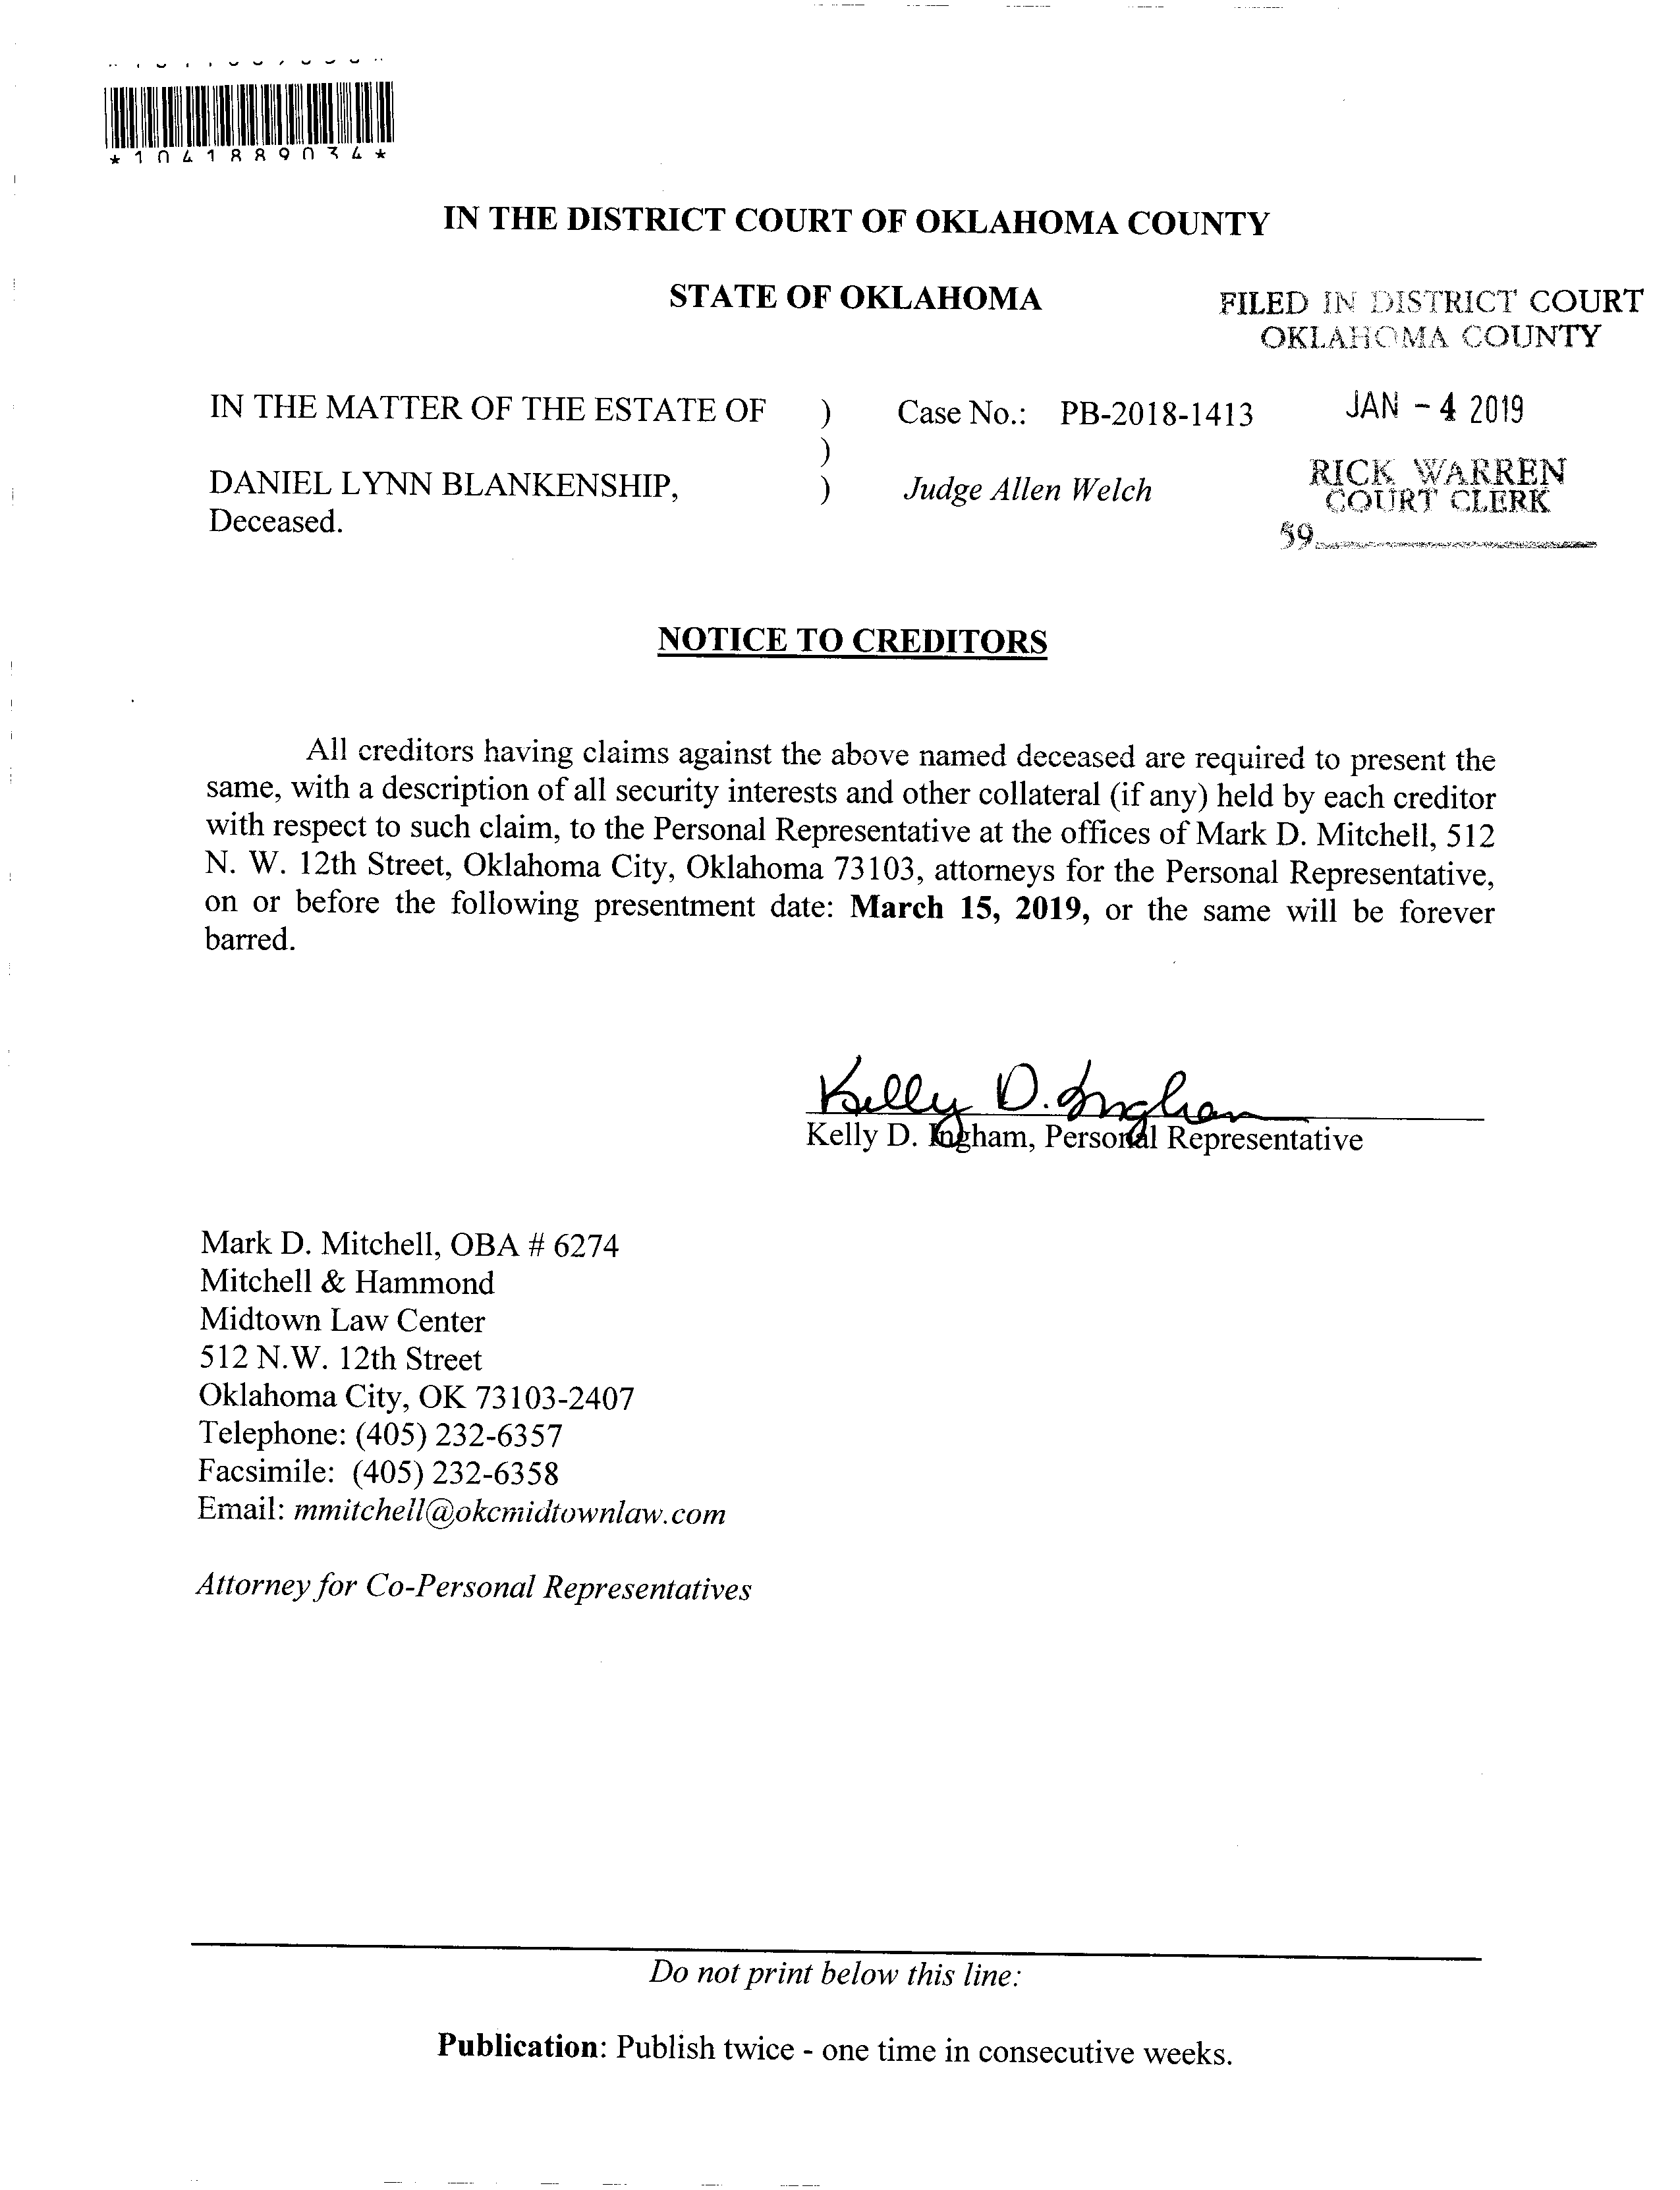 *1041889034*
IN THE DISTRICT COURT OF OKLAHOMA COUNTY
STATE OF OKLAHOMA
FILED IN DISTRICT COURT
OKLAHOMA COUNTY
IN THE MATTER OF THE ESTATE OF ) Case No.: PB-2018-1413
JAN - 4 2019
)
DANIEL LYNN BLANKENSHIP, ) Judge Allen Welch
Deceased.
RICK WARREN
COURT CLERK
59
NOTICE TO CREDITORS
All creditors having claims against the above named deceased are required to present the
same, with a description of all security interests and other collateral (if any) held by each creditor
with respect to such claim, to the Personal Representative at the offices of Mark D. Mitchell, 512
N. W. 12th Street, Oklahoma City, Oklahoma 73103, attorneys for the Personal Representative,
on or before the following presentment date: March 15, 2019, or the same will be forever
barred.
Kelly D. Ingham
Kelly D. Ingham, Personal Representative
Mark D. Mitchell, OBA # 6274
Mitchell & Hammond
Midtown Law Center
512 N.W. 12th Street
Oklahoma City, OK 73103-2407
Telephone: (405) 232-6357
Facsimile: (405) 232-6358
Email: mmitchell@okcmidtownlaw.com
Attorney for Co-Personal Representatives
Do not print below this line:
Publication: Publish twice - one time in consecutive weeks.